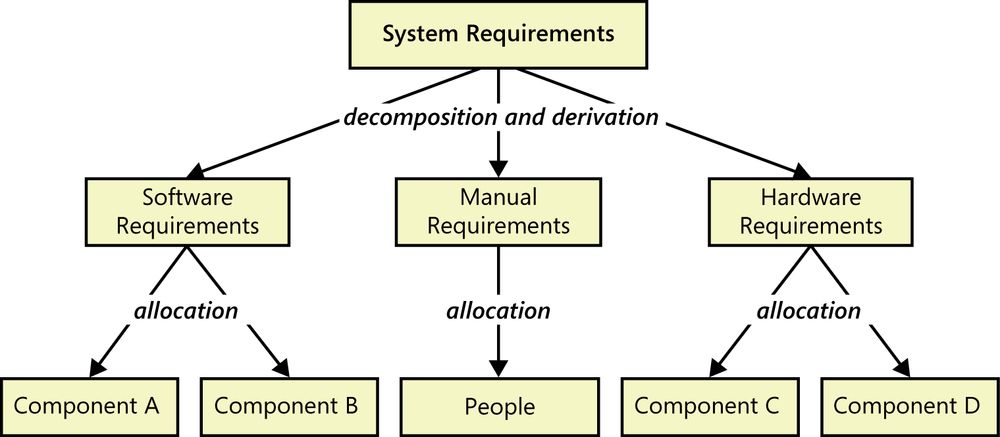 System Requirements
decomposition and derivation
Software
Requirements
Manual
Requirements
Hardware
Requirements
allocation
allocation
allocation
Component A
Component B
People
Component C
Component D